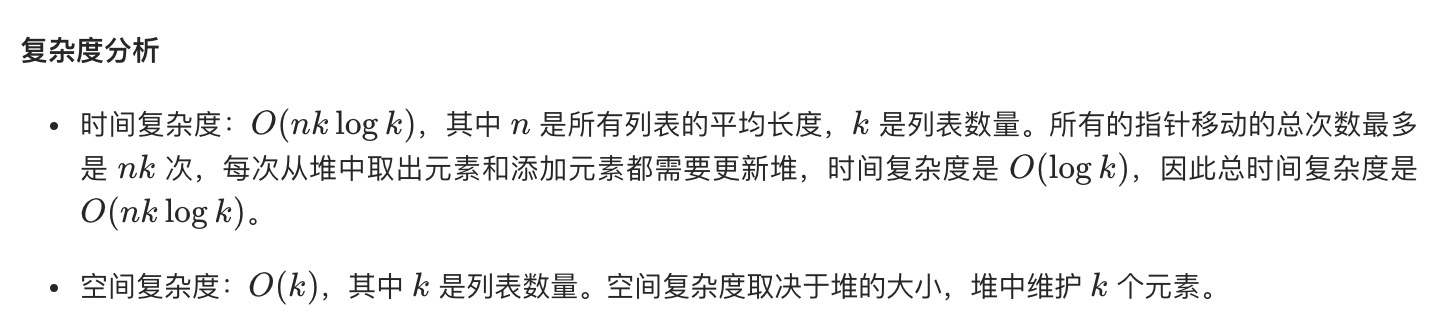 复杂度分析
• 时间复杂度：O(nk log k)，其中 n 是所有列表的平均长度，k 是列表数量。所有的指针移动的总次数最多
是 nk 次，每次从堆中取出元素和添加元素都需要更新堆，时间复杂度是 O(log k)，因此总时间复杂度是
O(nk log k)。
• 空间复杂度：O(k)，其中 k 是列表数量。空间复杂度取决于堆的大小，堆中维护 k 个元素。